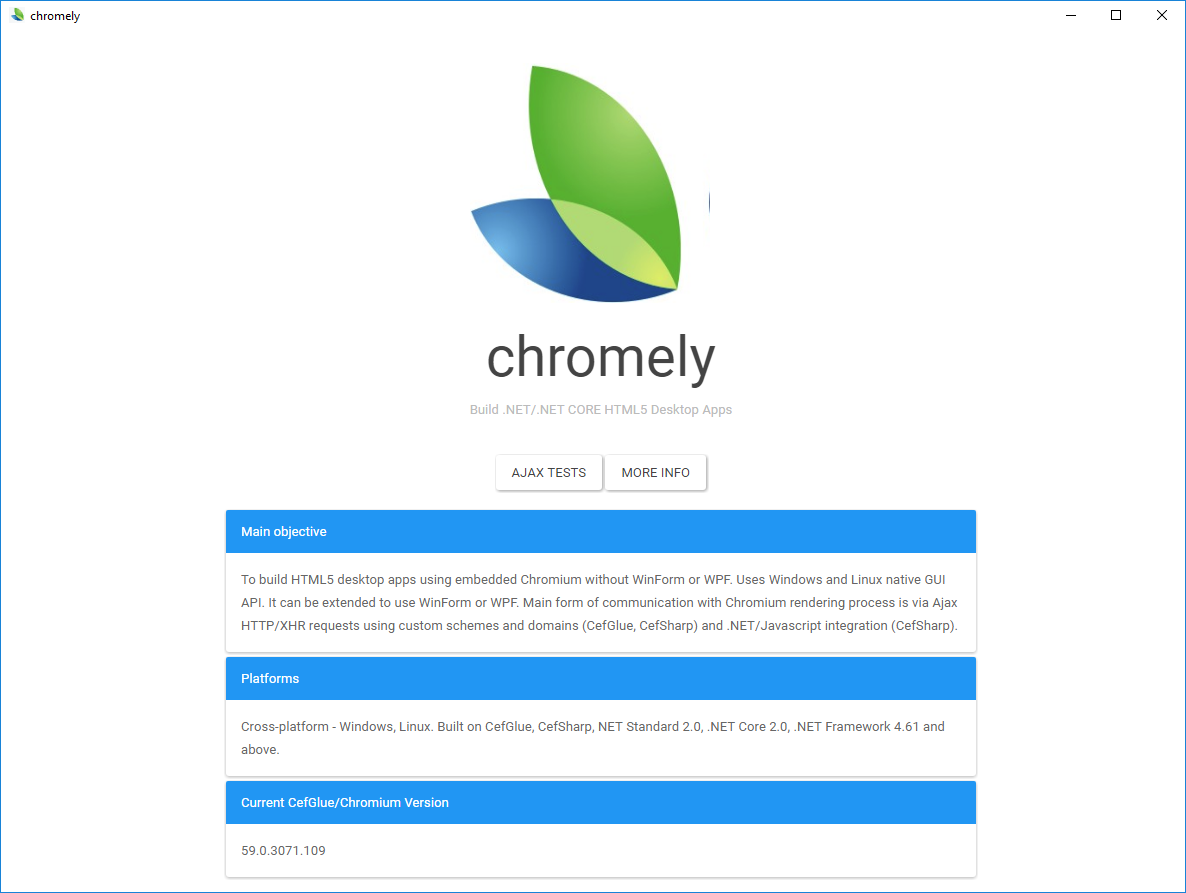 chromely
chromely
Build .NET/.NET CORE HTML5 Desktop Apps
AJAX TESTS MORE INFO
Main objective
To build HTML5 desktop apps using embedded Chromium without WinForm or WPF. Uses Windows and Linux native GUI
API. It can be extended to use WinForm or WPF. Main form of communication with Chromium rendering process is via Ajax
HTTP/XHR requests using custom schemes and domains (CefGlue, CefSharp) and .NET/Javascript integration (CefSharp).
Platforms
Cross-platform - Windows, Linux. Built on CefGlue, CefSharp, NET Standard 2.0, .NET Core 2.0, .NET Framework 4.61 and
above.
Current CefGlue/Chromium Version
59.0.3071.109